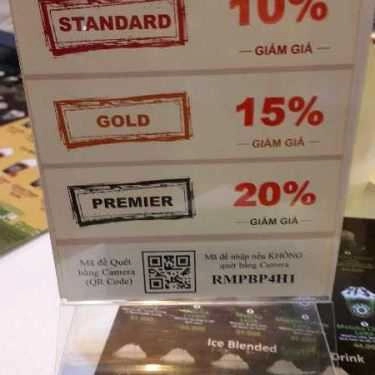 STANDARD
10%
GIẢM GIÁ
GOLD
15%
GIẢM GIÁ
PREMIER
20%
GIẢM GIÁ
Mã để Quét
bằng Camera
(QR Code)
Mã để nhập nếu KHÔNG
quét bằng Camera
RMPBP4H1
Ice Blended
Drink